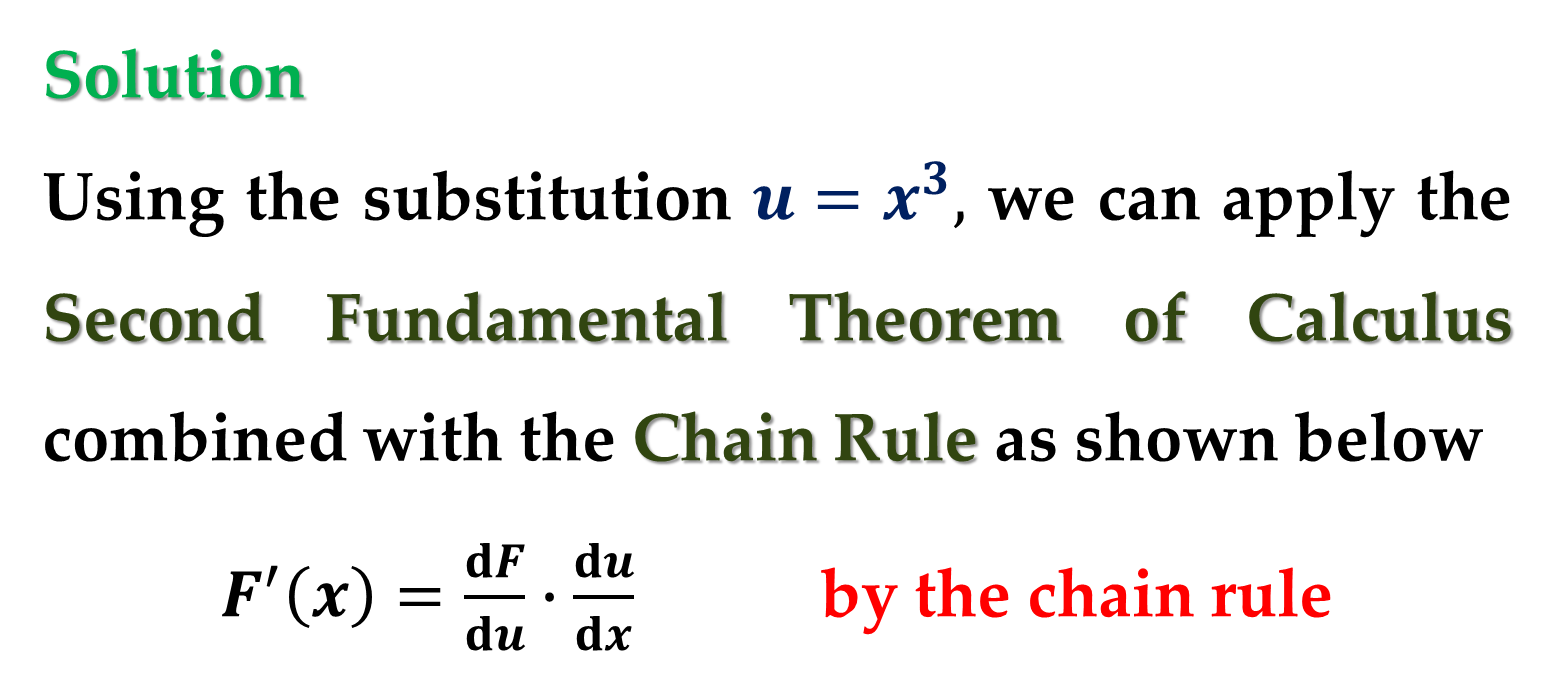 Solution
Using the substitution u = x³, we can apply the
Second Fundamental Theorem of Calculus
combined with the Chain Rule as shown below
F′(x) = dF/du · du/dx by the chain rule